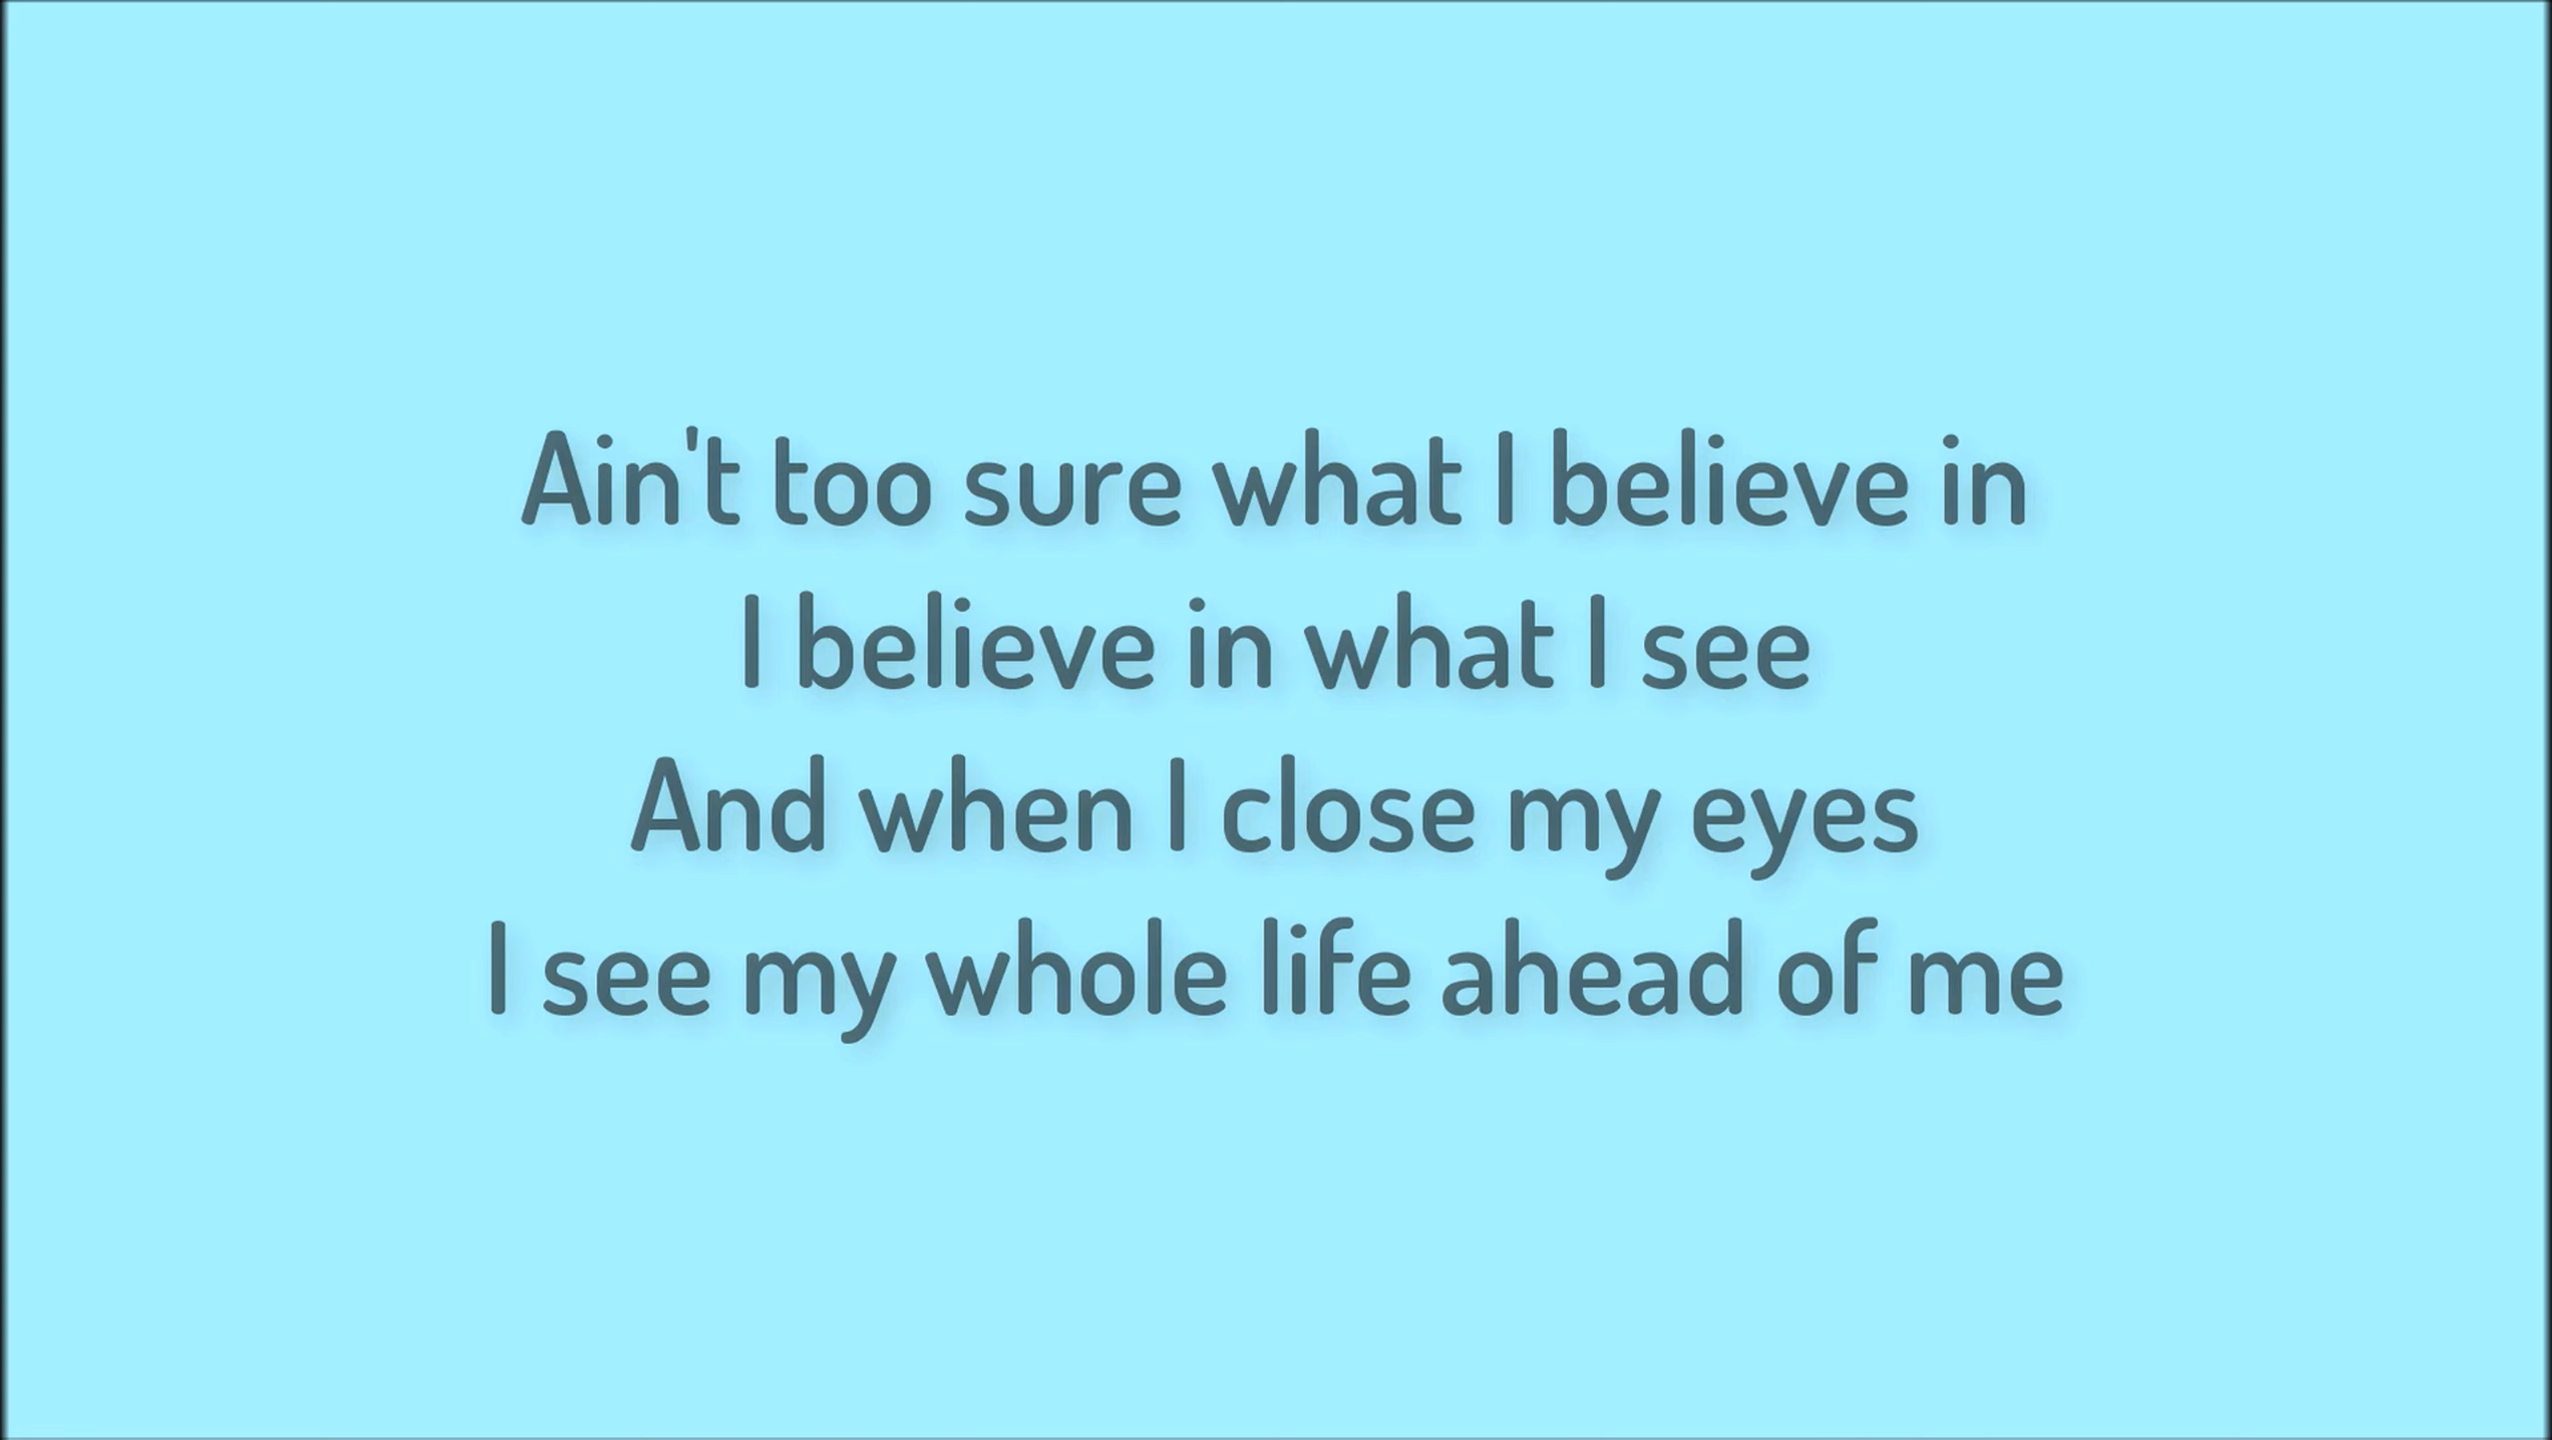 Ain't too sure what I believe in
I believe in what I see
And when I close my eyes
I see my whole life ahead of me